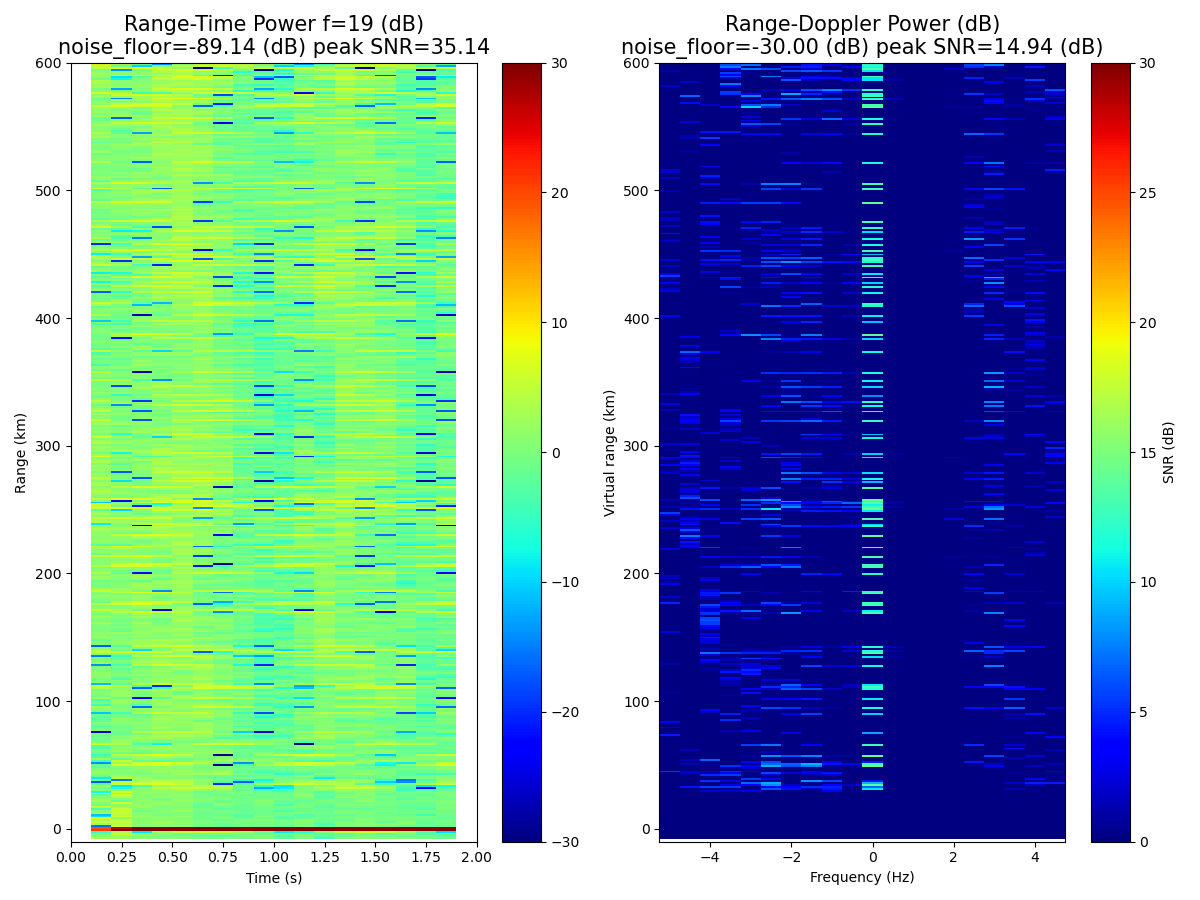 Range-Time Power f=19 (dB)
noise_floor=-89.14 (dB) peak SNR=35.14
600
500
400
300
200
100
0
Range (km)
0.00 0.25 0.50 0.75 1.00 1.25 1.50 1.75 2.00
Time (s)
30
20
10
0
−10
−20
−30
Range-Doppler Power (dB)
noise_floor=-30.00 (dB) peak SNR=14.94 (dB)
600
500
400
300
200
100
0
Virtual range (km)
−4 −2 0 2 4
Frequency (Hz)
30
25
20
15
10
5
0
SNR (dB)